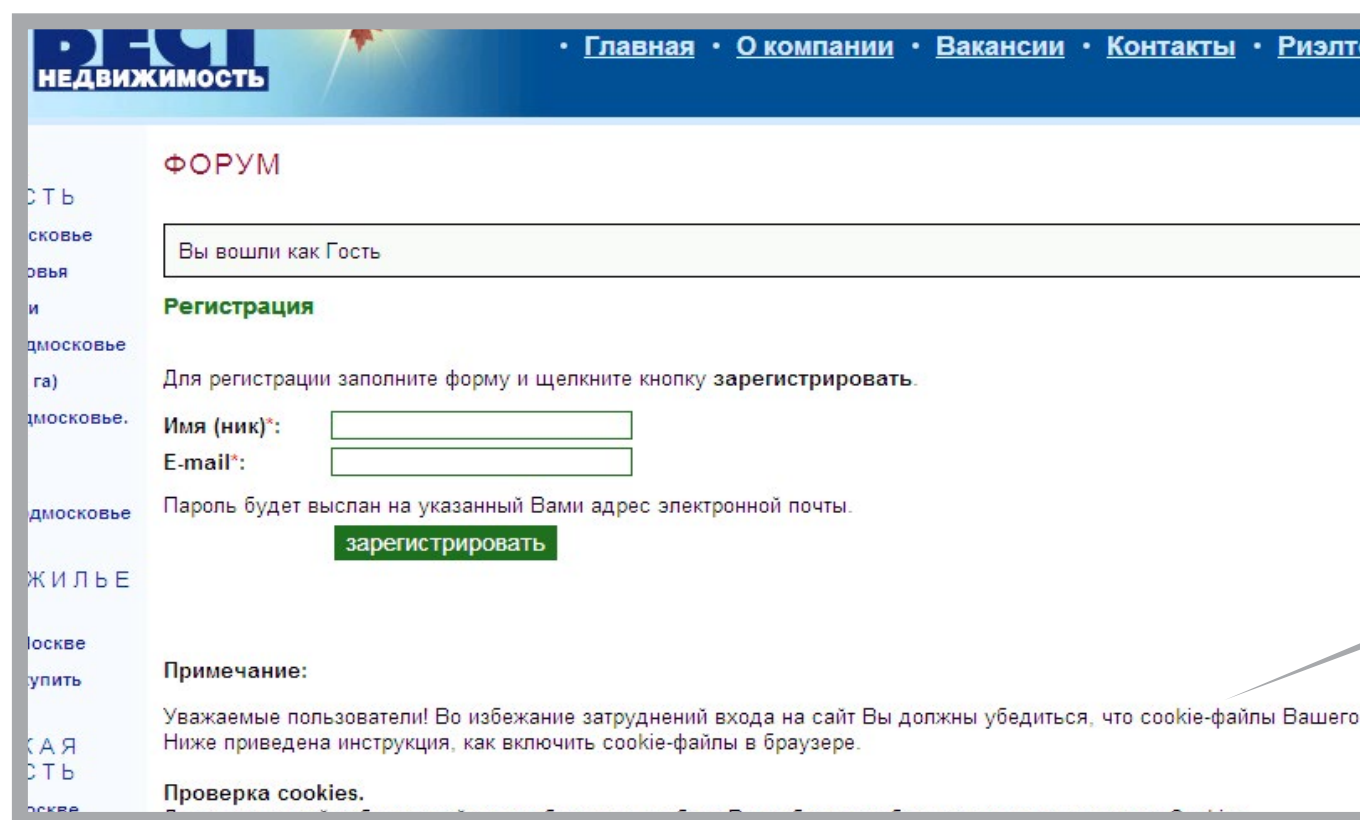 НЕДВИЖИМОСТЬ
· Главная · О компании · Вакансии · Контакты ·
ФОРУМ
Вы вошли как Гость
Регистрация
Для регистрации заполните форму и щелкните кнопку зарегистрировать.
Имя (ник)*:
E-mail*:
Пароль будет выслан на указанный Вами адрес электронной почты.
зарегистрировать
Примечание:
Уважаемые пользователи! Во избежание затруднений входа на сайт Вы должны убедиться, что cookie-файлы Вашего
Ниже приведена инструкция, как включить cookie-файлы в браузере.
Проверка cookies.
га)
ЖИЛЬЕ